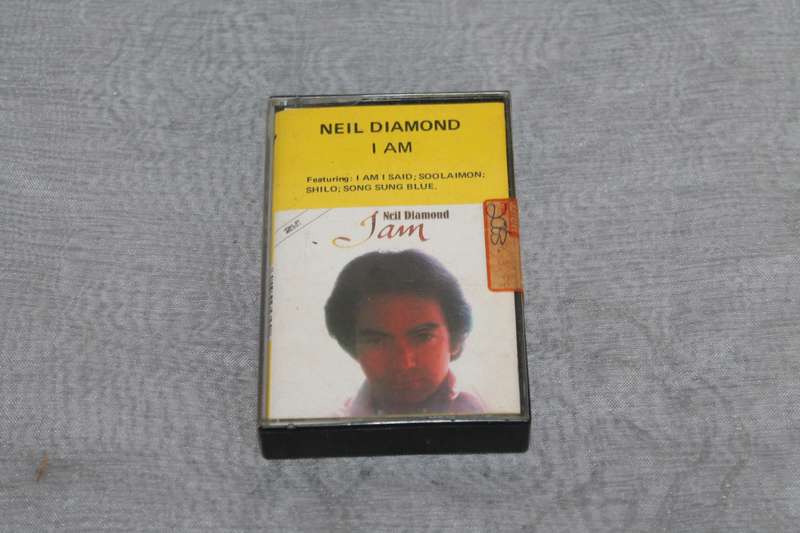 NEIL DIAMOND
I AM
Featuring: I AM I SAID; SOOLAIMON;
SHILO; SONG SUNG BLUE.
Neil Diamond
I am